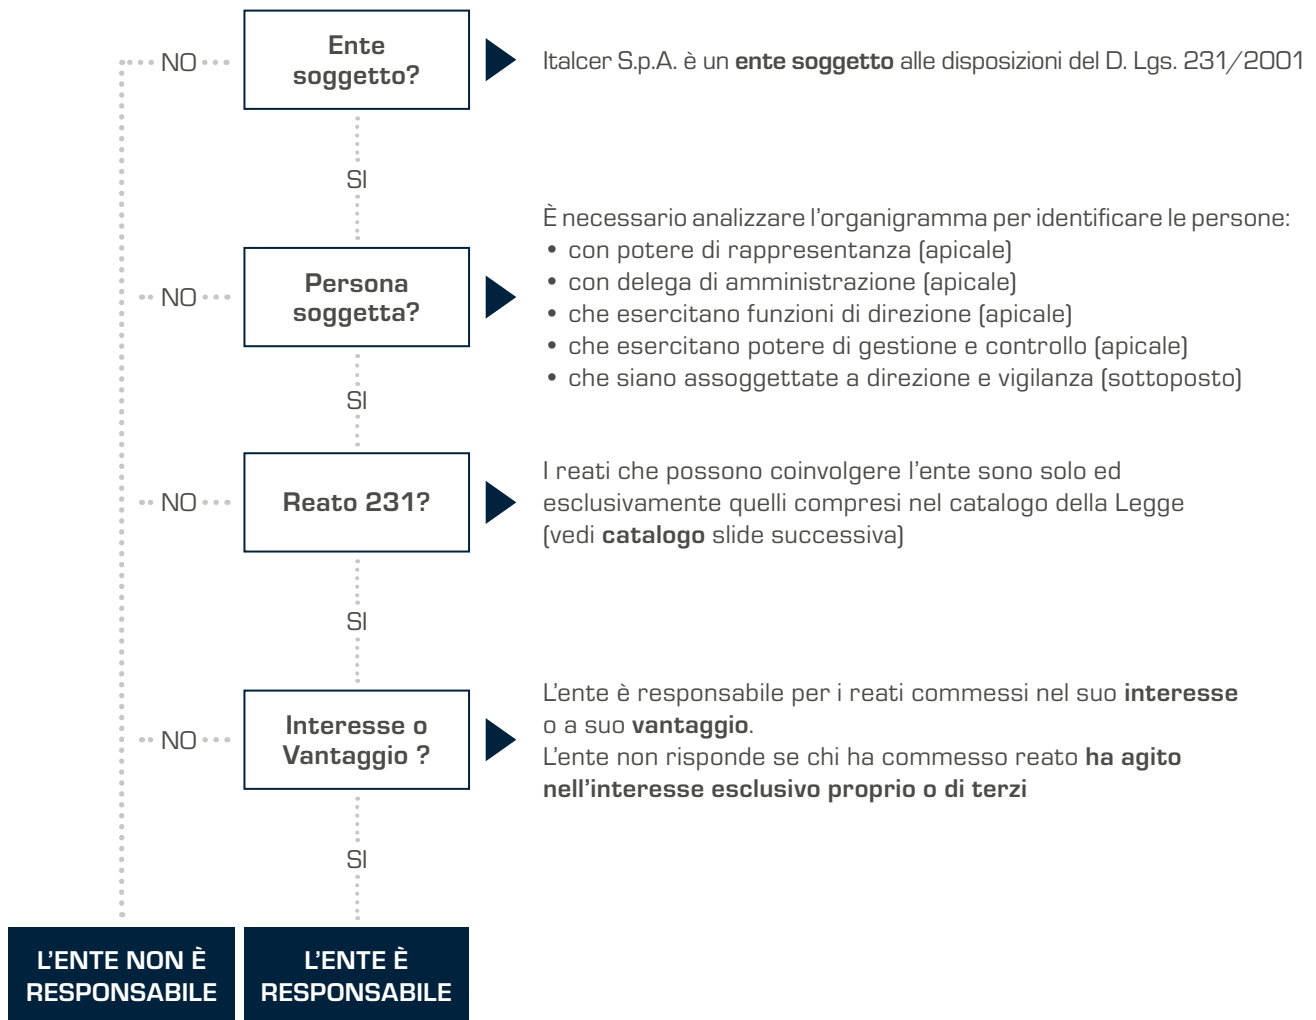 NO
Ente
soggetto?
Italcer S.p.A. è un ente soggetto alle disposizioni del D. Lgs. 231/2001
SI
NO
Persona
soggetta?
È necessario analizzare l'organigramma per identificare le persone:
• con potere di rappresentanza (apicale)
• con delega di amministrazione (apicale)
• che esercitano funzioni di direzione (apicale)
• che esercitano potere di gestione e controllo (apicale)
• che siano assoggettate a direzione e vigilanza (sottoposto)
SI
NO
Reato 231?
I reati che possono coinvolgere l'ente sono solo ed
esclusivamente quelli compresi nel catalogo della Legge
(vedi catalogo slide successiva)
SI
NO
Interesse o
Vantaggio ?
L'ente è responsabile per i reati commessi nel suo interesse
o a suo vantaggio.
L'ente non risponde se chi ha commesso reato ha agito
nell'interesse esclusivo proprio o di terzi
SI
L'ENTE NON È
RESPONSABILE
L'ENTE È
RESPONSABILE